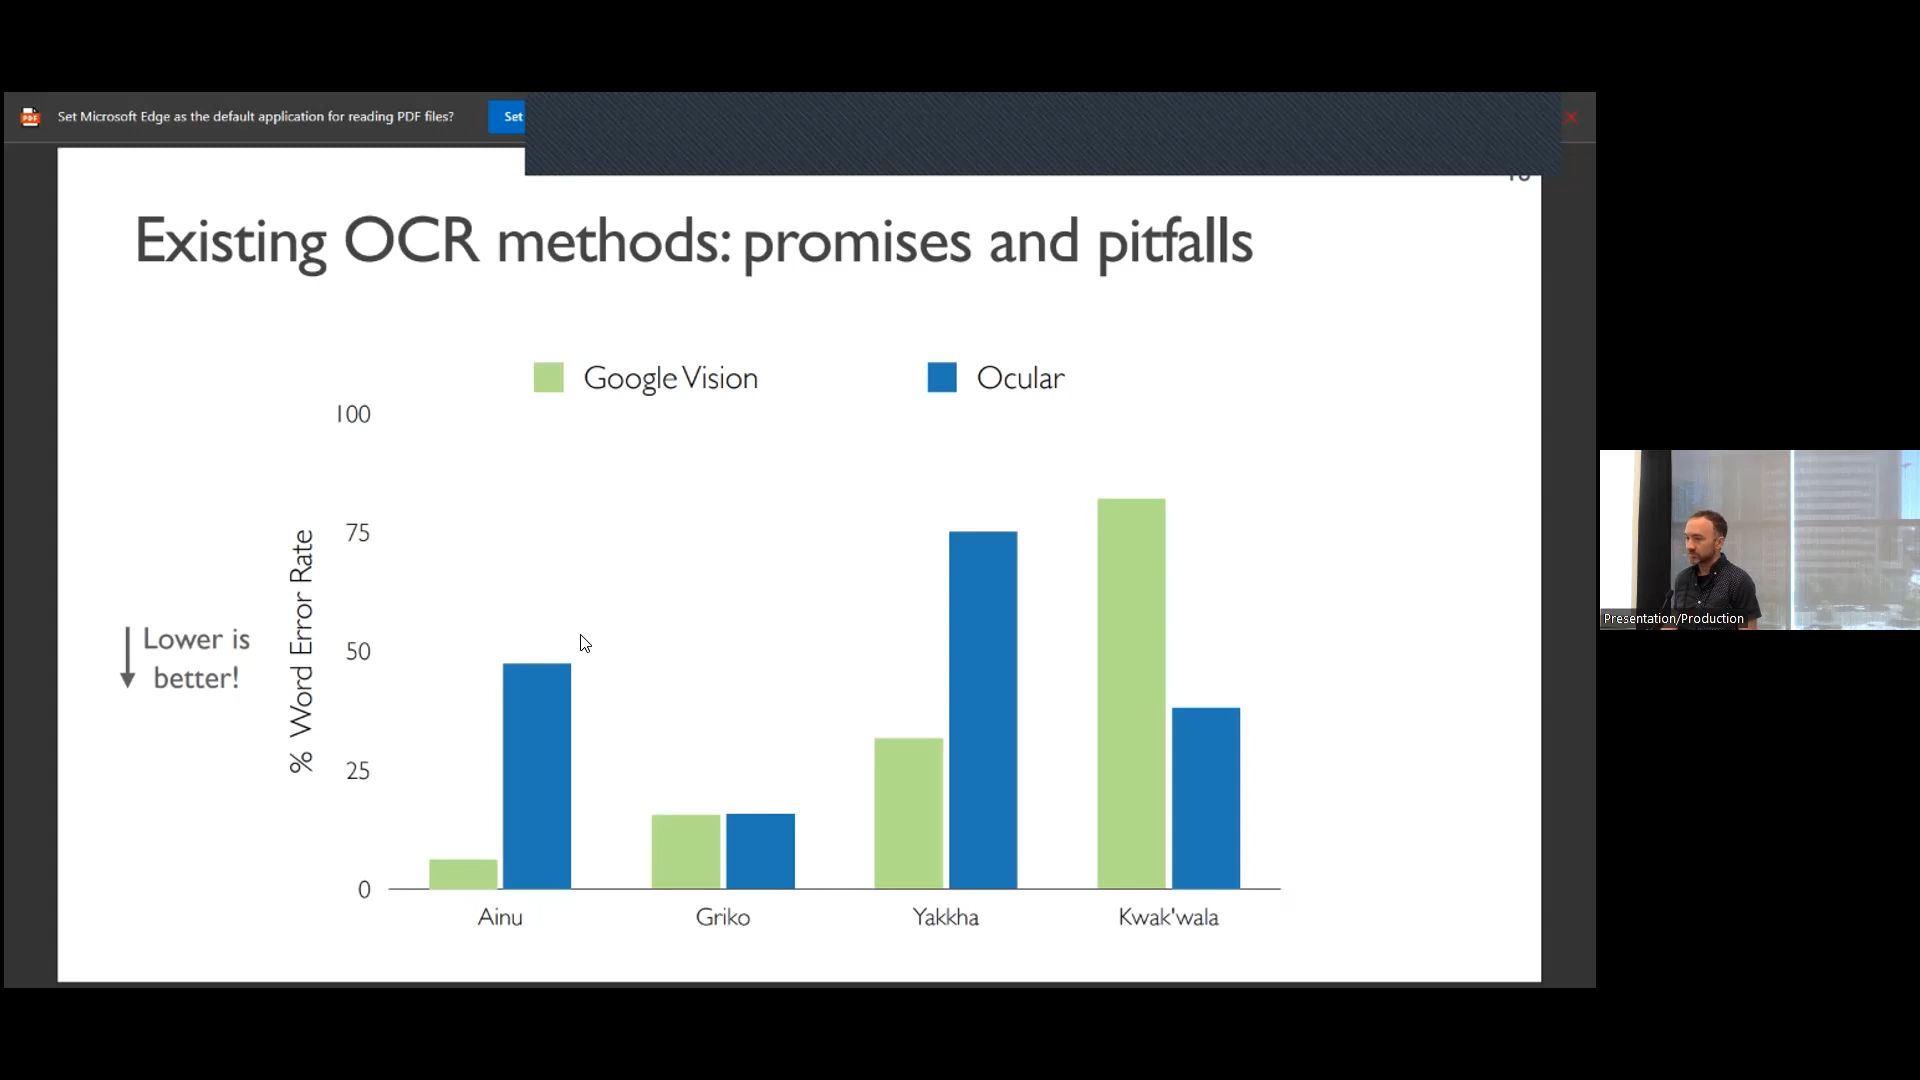 Set Microsoft Edge as the default application for reading PDF files?
Set
Existing OCR methods: promises and pitfalls
Google Vision
Ocular
100
75
50
25
0
% Word Error Rate
Lower is
better!
Ainu
Griko
Yakkha
Kwak'wala
Presentation/Production